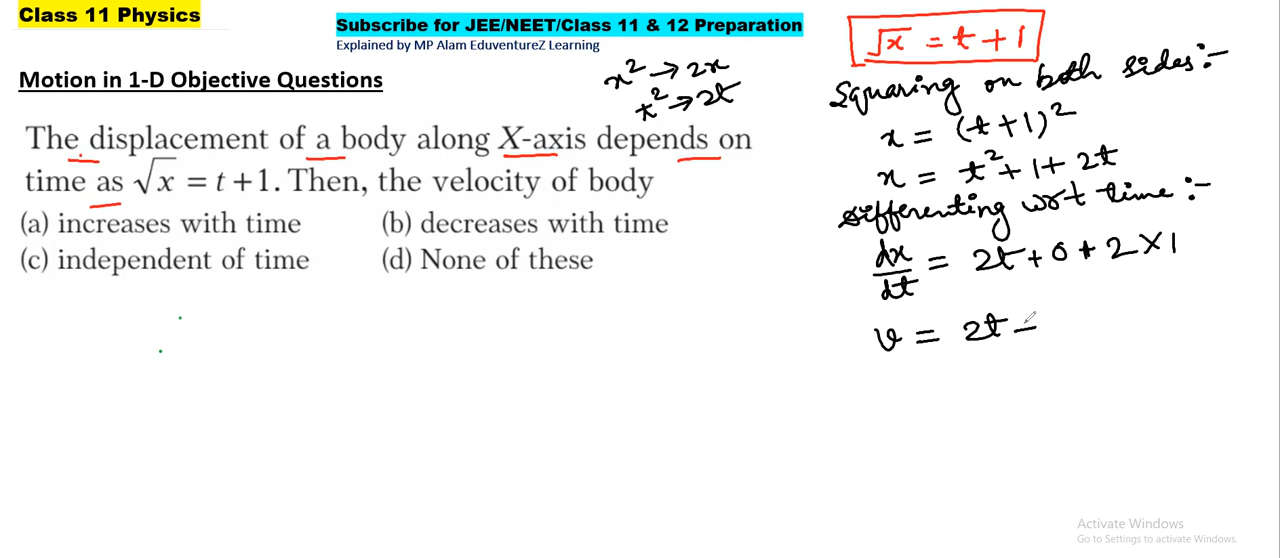 Class 11 Physics
Subscribe for JEE/NEET/Class 11 & 12 Preparation
Explained by MP Alam EduventureZ Learning
Motion in 1-D Objective Questions
x² → 2x
t² → 2t
The displacement of a body along X-axis depends on
time as √x = t + 1. Then, the velocity of body
(a) increases with time (b) decreases with time
(c) independent of time (d) None of these
√x = t + 1
Squaring on both sides:-
x = (t + 1)²
x = t² + 1 + 2t
differenting wrt time:-
dx/dt = 2t + 0 + 2 × 1
v = 2t -
Activate Windows
Go to Settings to activate Windows.